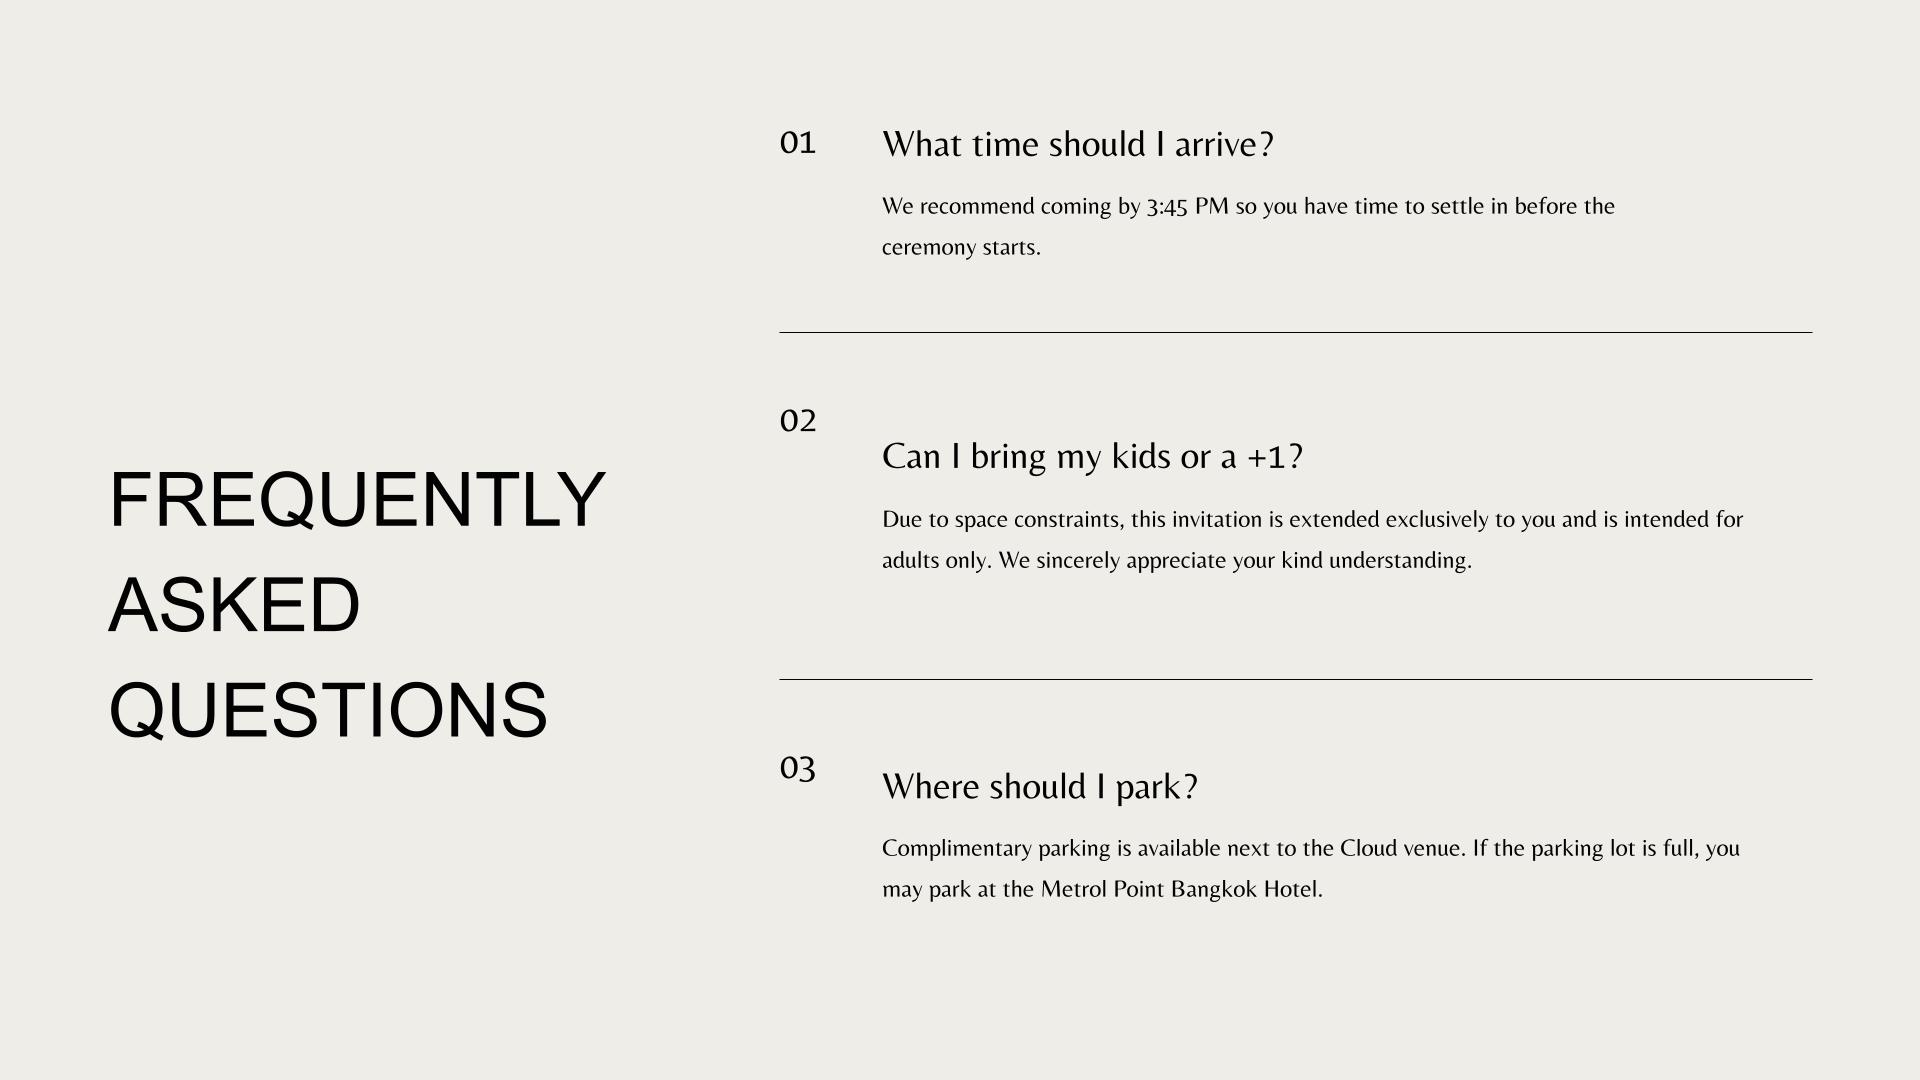 FREQUENTLY
ASKED
QUESTIONS
01
What time should I arrive?
We recommend coming by 3:45 PM so you have time to settle in before the
ceremony starts.
02
Can I bring my kids or a +1?
Due to space constraints, this invitation is extended exclusively to you and is intended for
adults only. We sincerely appreciate your kind understanding.
03
Where should I park?
Complimentary parking is available next to the Cloud venue. If the parking lot is full, you
may park at the Metrol Point Bangkok Hotel.